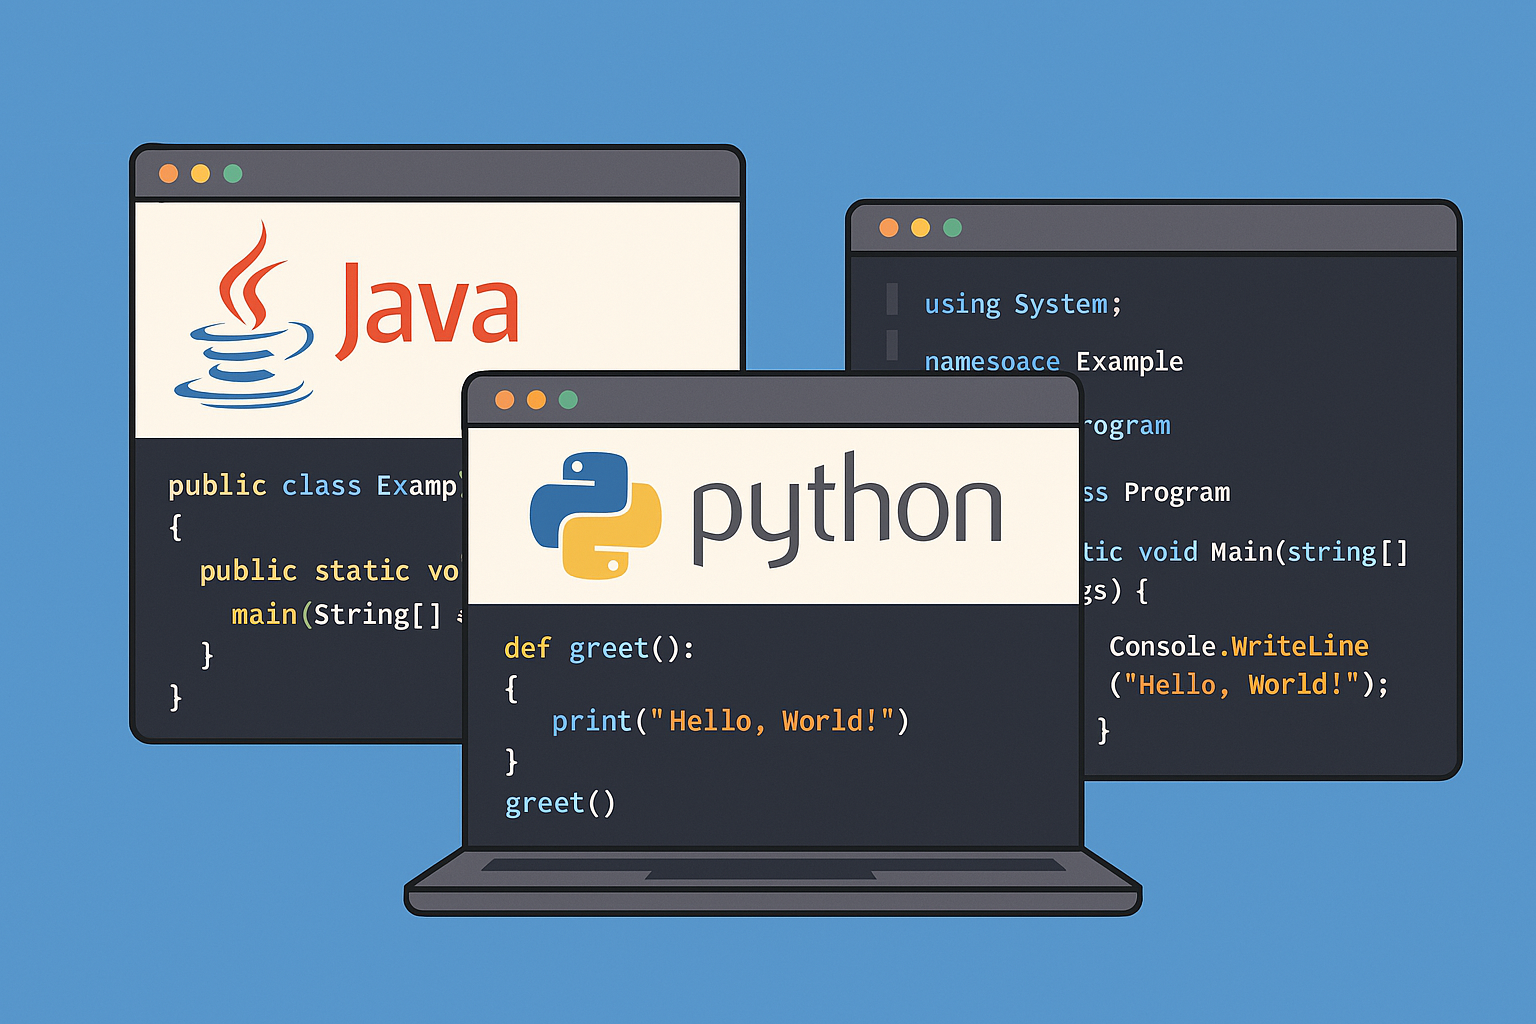 Java
public class Examp
{
public static vo
main(String[]
}
}
python
def greet():
{
print("Hello, World!")
}
greet()
using System;
namesoace Example
rogram
ss Program
tic void Main(string[]
gs) {
Console.WriteLine
("Hello, World!");
}